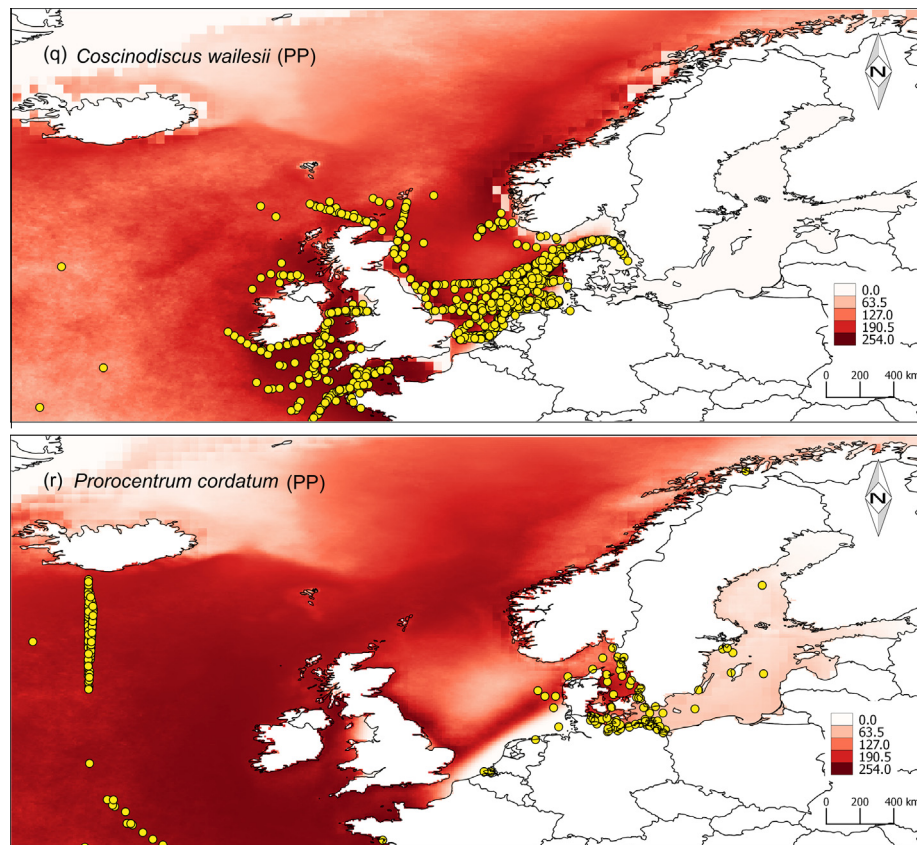 (q) Coscinodiscus wailesii (PP)
N
0.0
63.5
127.0
190.5
254.0
0 200 400 km
(r) Prorocentrum cordatum (PP)
N
0.0
63.5
127.0
190.5
254.0
0 200 400 km